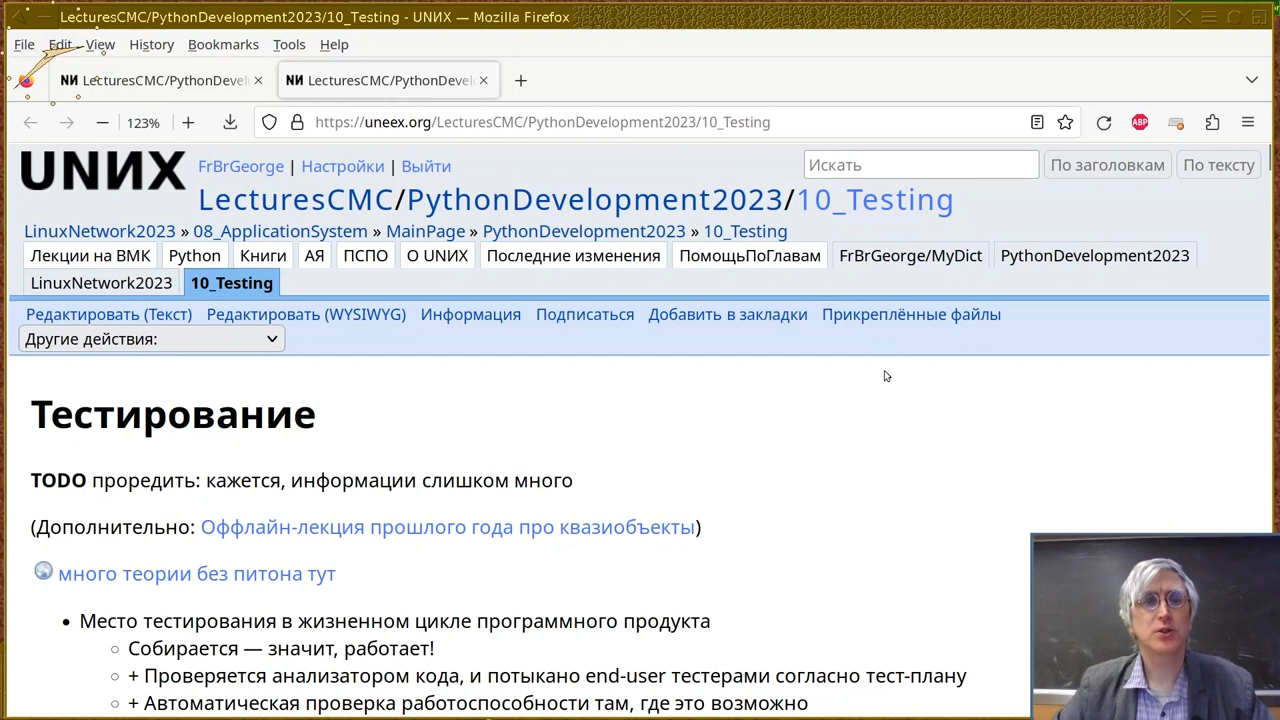 LecturesCMC/PythonDevelopment2023/10_Testing - UNИX — Mozilla Firefox
File Edit View History Bookmarks Tools Help
NИ LecturesCMC/PythonDevel NИ LecturesCMC/PythonDevel
123% https://uneex.org/LecturesCMC/PythonDevelopment2023/10_Testing ABP
UNИX FrBrGeorge | Настройки | Выйти Искать По заголовкам По тексту
LecturesCMC/PythonDevelopment2023/10_Testing
LinuxNetwork2023 » 08_ApplicationSystem » MainPage » PythonDevelopment2023 » 10_Testing
Лекции на ВМК Python Книги АЯ ПСПО О UNИX Последние изменения ПомощьПоГлавам FrBrGeorge/MyDict PythonDevelopment2023
LinuxNetwork2023 10_Testing
Редактировать (Текст) Редактировать (WYSIWYG) Информация Подписаться Добавить в закладки Прикреплённые файлы
Другие действия:
Тестирование
TODO проредить: кажется, информации слишком много
(Дополнительно: Оффлайн-лекция прошлого года про квазиобъекты)
много теории без питона тут
• Место тестирования в жизненном цикле программного продукта
○ Собирается — значит, работает!
○ + Проверяется анализатором кода, и потыкано end-user тестерами согласно тест-плану
○ + Автоматическая проверка работоспособности там, где это возможно